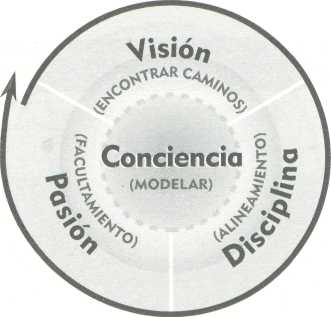 Visión
(ENCONTRAR CAMINOS)
Conciencia
(MODELAR)
Disciplina
(ALINEAMIENTO)
Pasión
(FACULTAMIENTO)